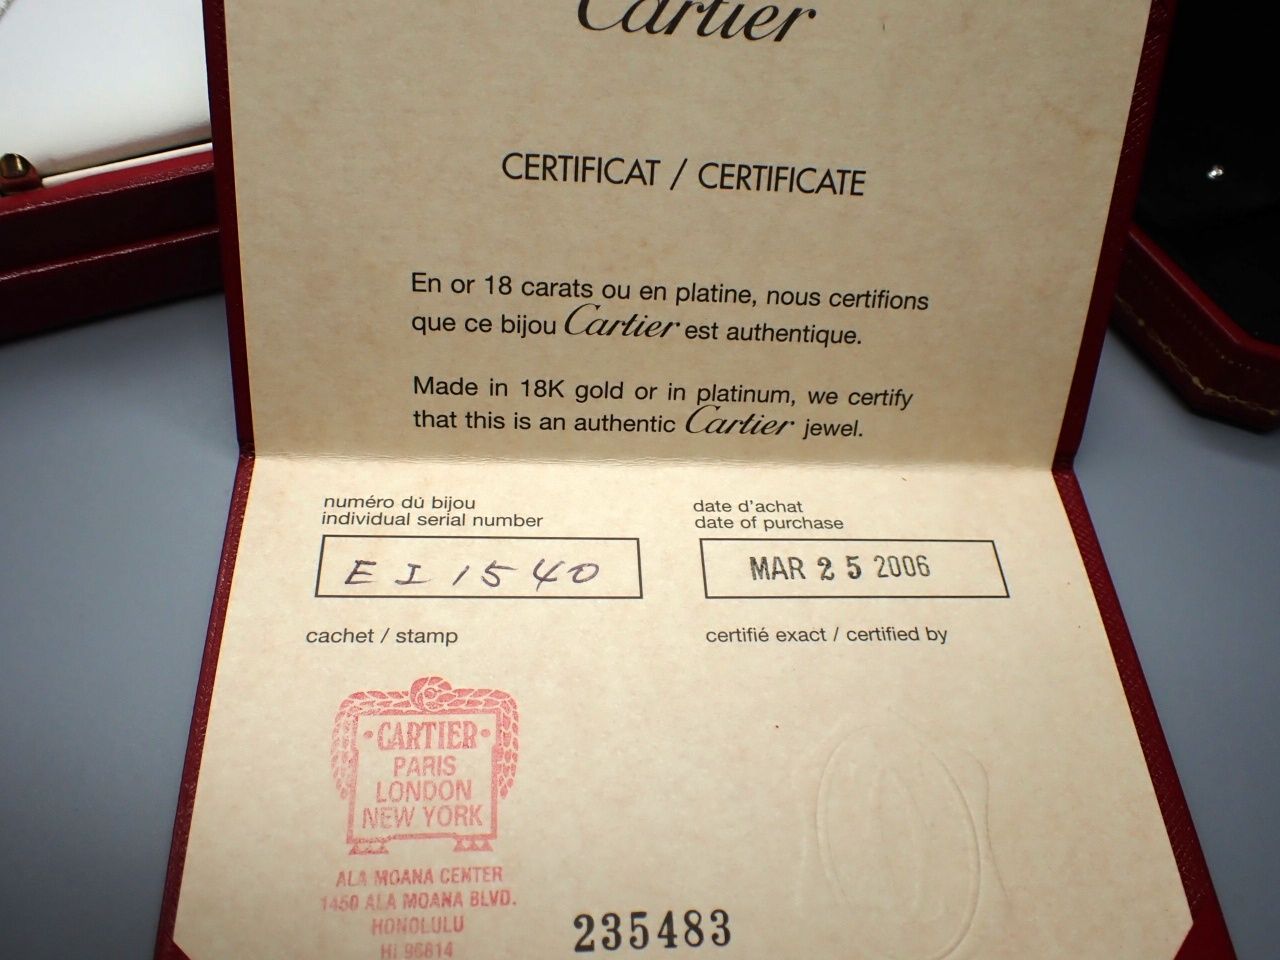 Cartier
CERTIFICAT / CERTIFICATE
En or 18 carats ou en platine, nous certifions
que ce bijou Cartier est authentique.
Made in 18K gold or in platinum, we certify
that this is an authentic Cartier jewel.
numéro dú bijou
individual serial number
EI1540
date d'achat
date of purchase
MAR 25 2006
cachet / stamp
certifié exact / certified by
CARTIER
PARIS
LONDON
NEW YORK
ALA MOANA CENTER
1450 ALA MOANA BLVD.
HONOLULU
HI 96814
235483